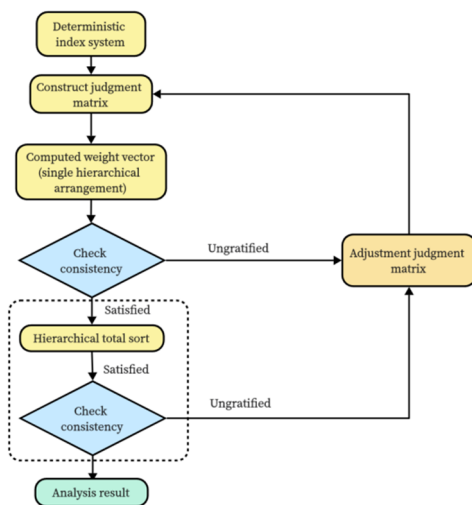 Deterministic
index system
Construct judgment
matrix
Computed weight vector
(single hierarchical
arrangement)
Check
consistency
Ungratified
Adjustment judgment
matrix
Satisfied
Hierarchical total sort
Satisfied
Check
consistency
Ungratified
Analysis result